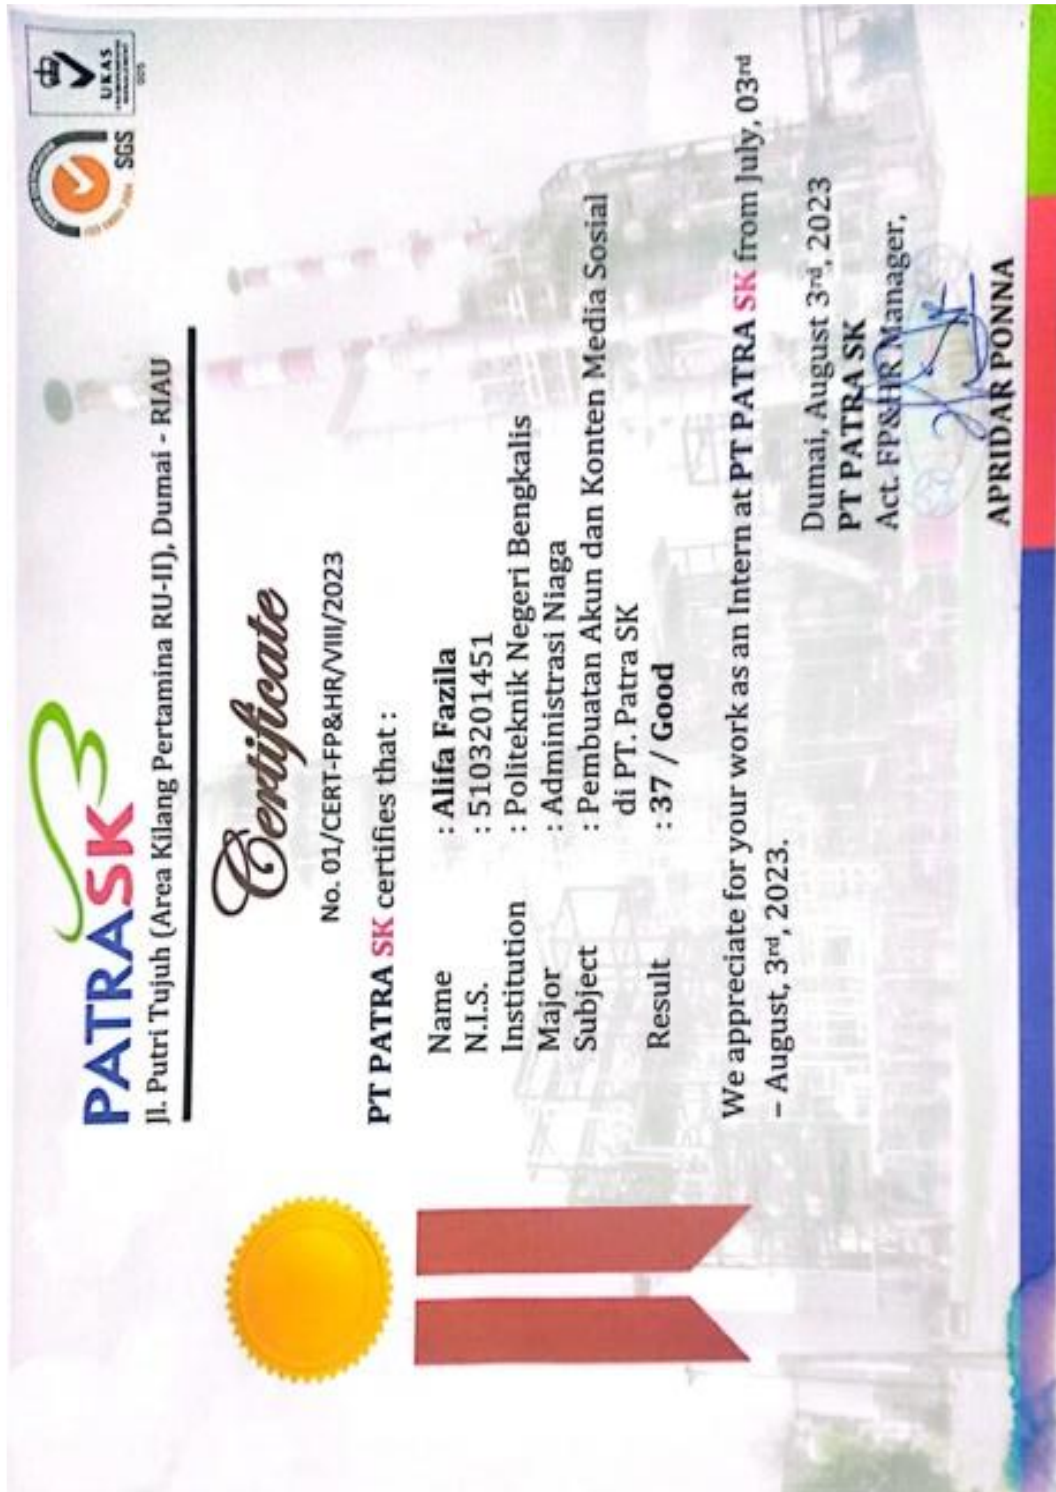 PATRASK
Jl. Putri Tujuh (Area Kilang Pertamina RU-II), Dumai - RIAU
SGS
UKAS
005
Certificate
No. 01/CERT-FP&HR/VIII/2023
PT PATRA SK certifies that :
Name : Alifa Fazila
N.I.S. : 5103201451
Institution : Politeknik Negeri Bengkalis
Major : Administrasi Niaga
Subject : Pembuatan Akun dan Konten Media Sosial
di PT. Patra SK
Result : 37 / Good
We appreciate for your work as an Intern at PT PATRA SK from July, 03rd
– August, 3rd, 2023.
Dumai, August 3rd, 2023
PT PATRA SK
Act. FP&HR Manager,
APRIDAR PONNA